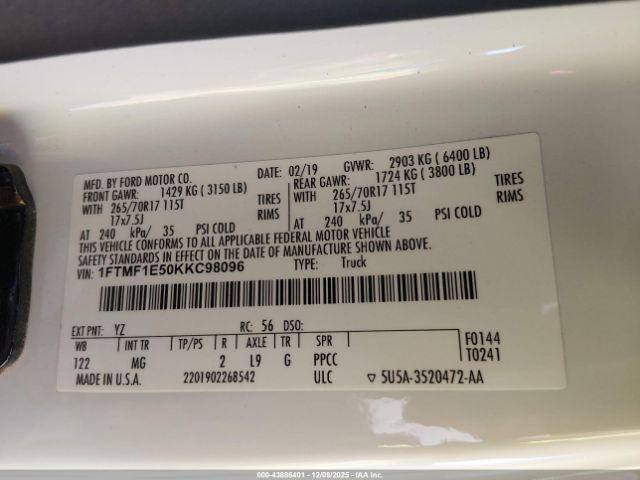 MFD. BY FORD MOTOR CO. DATE: 02/19 GVWR: 2903 KG ( 6400 LB)
FRONT GAWR: 1429 KG ( 3150 LB) REAR GAWR: 1724 KG ( 3800 LB)
WITH 265/70R17 115T TIRES WITH 265/70R17 115T TIRES
17x7.5J RIMS 17x7.5J RIMS
AT 240 kPa/ 35 PSI COLD AT 240 kPa/ 35 PSI COLD
THIS VEHICLE CONFORMS TO ALL APPLICABLE FEDERAL MOTOR VEHICLE
SAFETY STANDARDS IN EFFECT ON THE DATE OF MANUFACTURE SHOWN ABOVE.
VIN: 1FTMF1E50KKC98096 TYPE: Truck
EXT PNT: YZ RC: 56 DSO:
WB INT TR TP/PS R AXLE TR SPR F0144
122 MG 2 L9 G PPCC T0241
MADE IN U.S.A. 2201902268542 ULC ▽ 5U5A-3520472-AA
000-43886401 - 12/09/2025 - IAAI Inc.